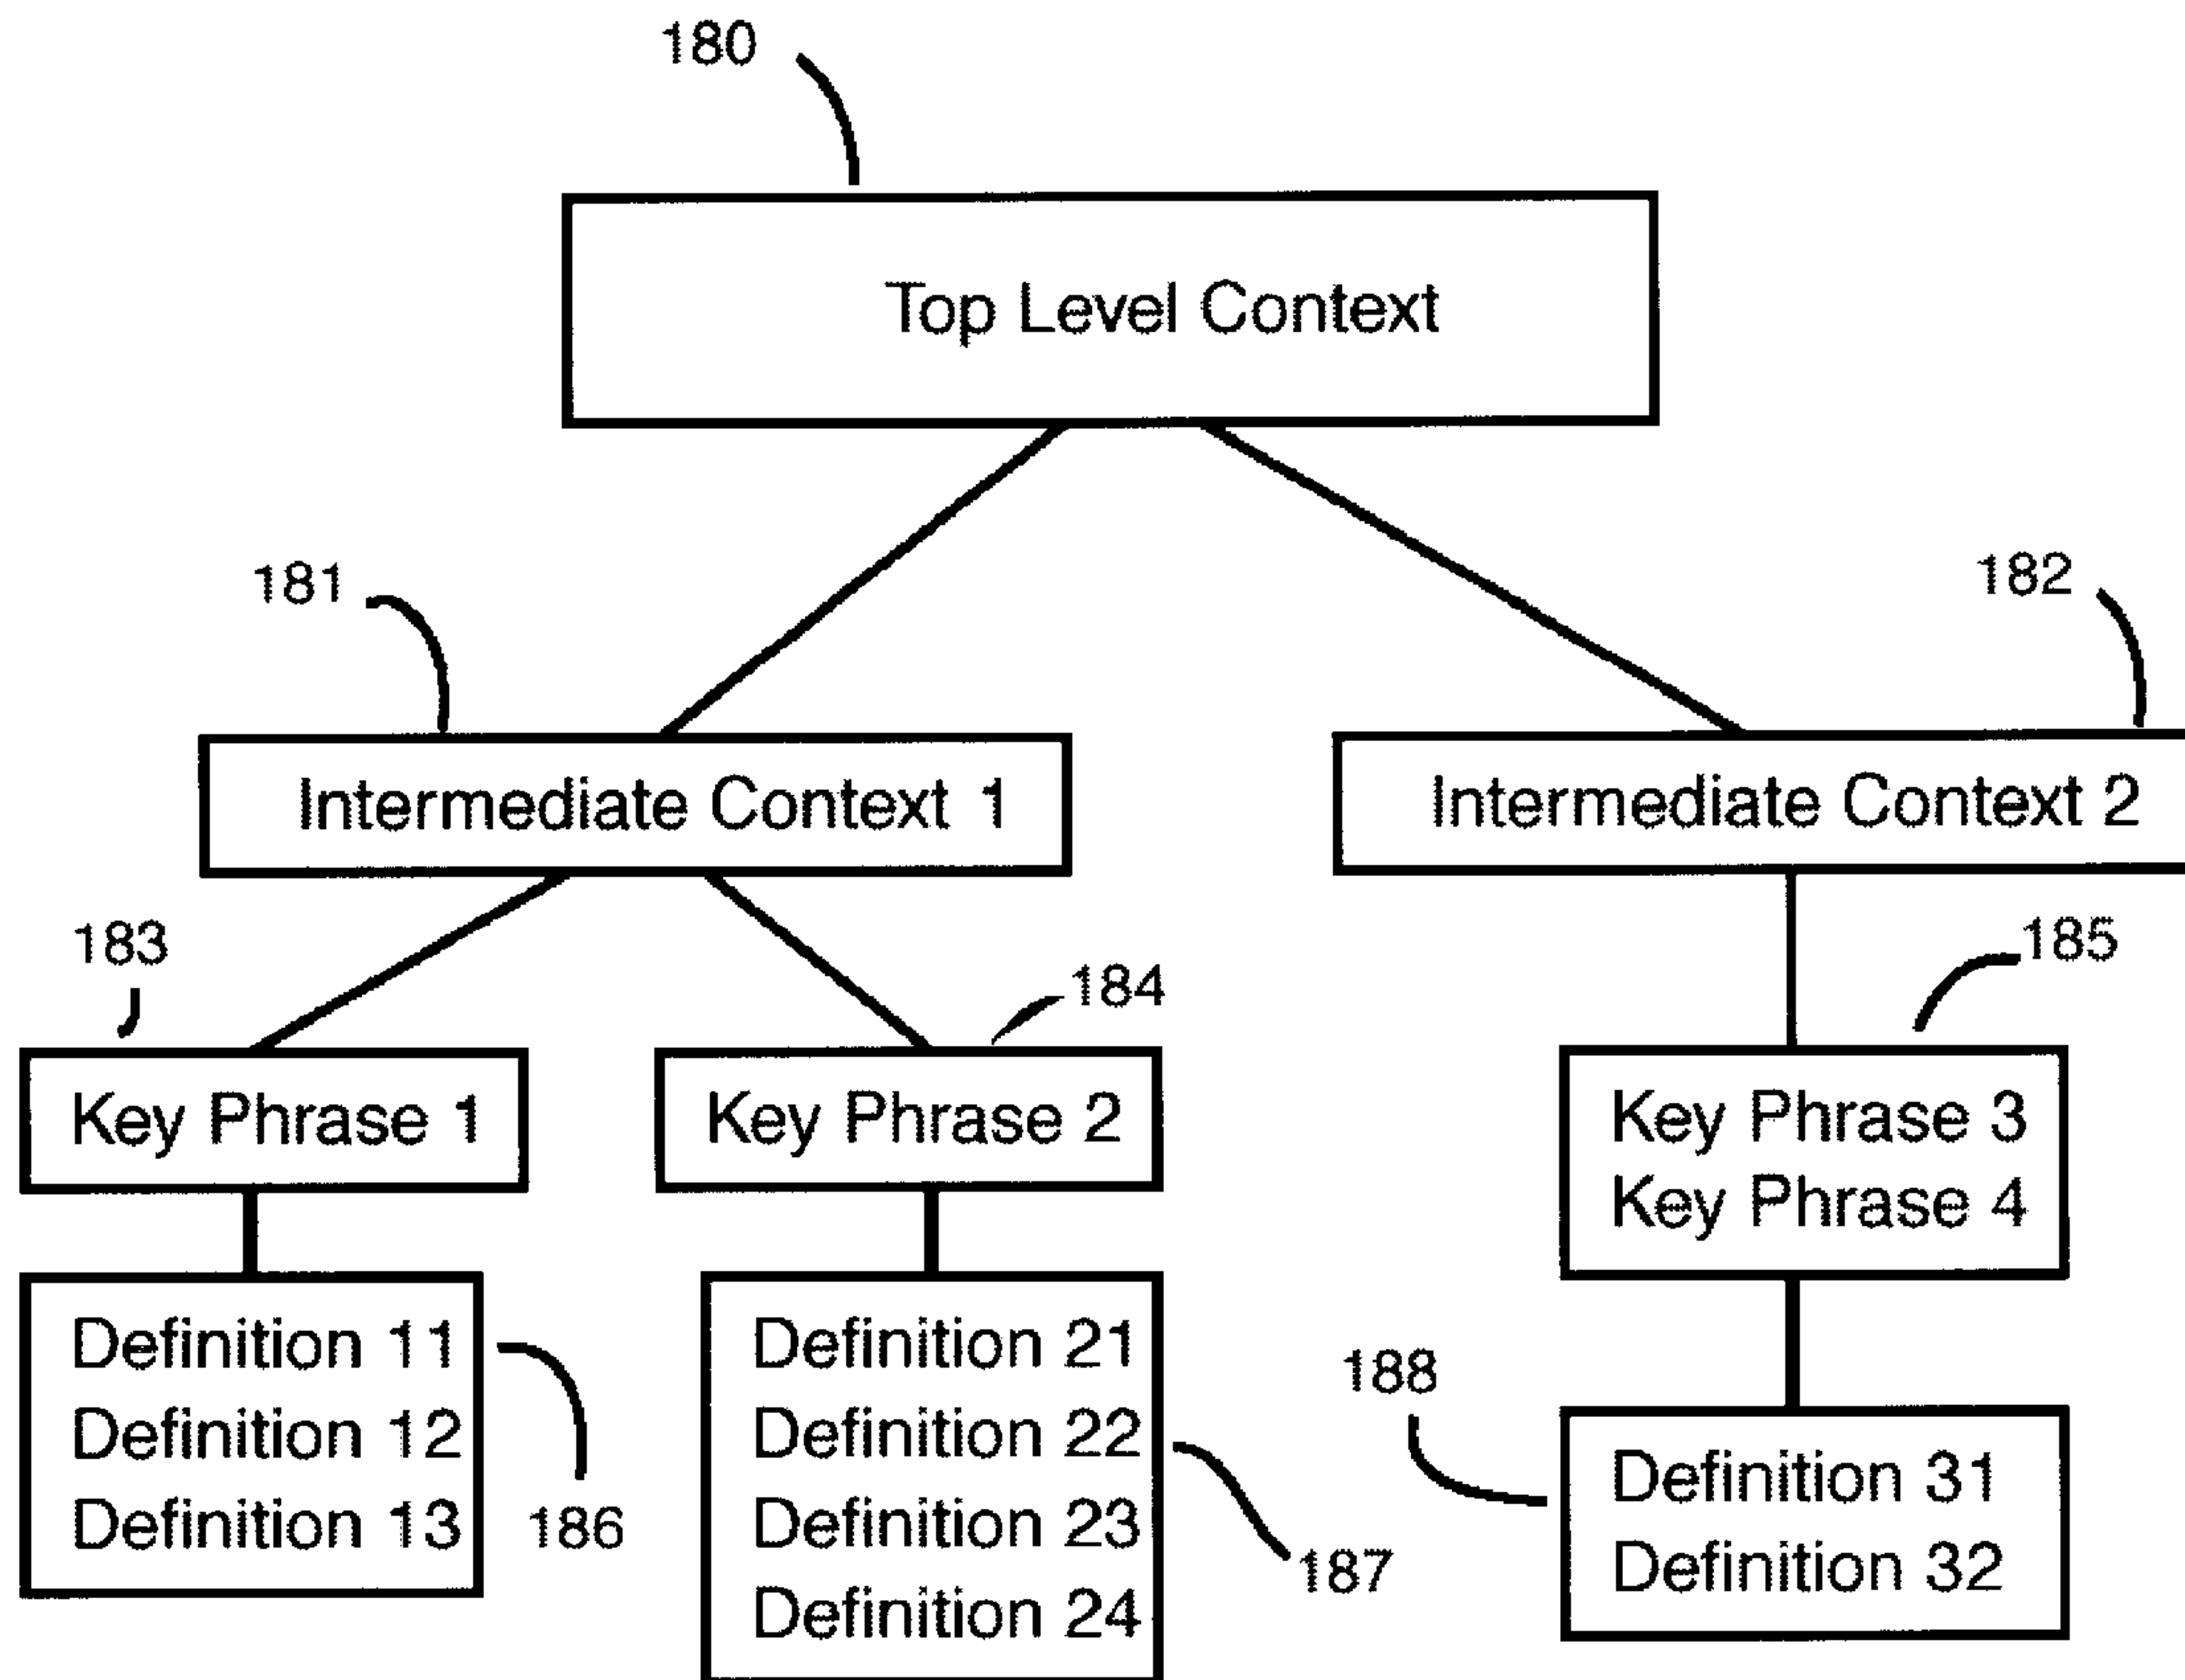 180
Top Level Context
181
182
Intermediate Context 1
Intermediate Context 2
183
184
185
Key Phrase 1
Key Phrase 2
Key Phrase 3
Key Phrase 4
Definition 11
Definition 12
Definition 13
186
Definition 21
Definition 22
Definition 23
Definition 24
187
188
Definition 31
Definition 32